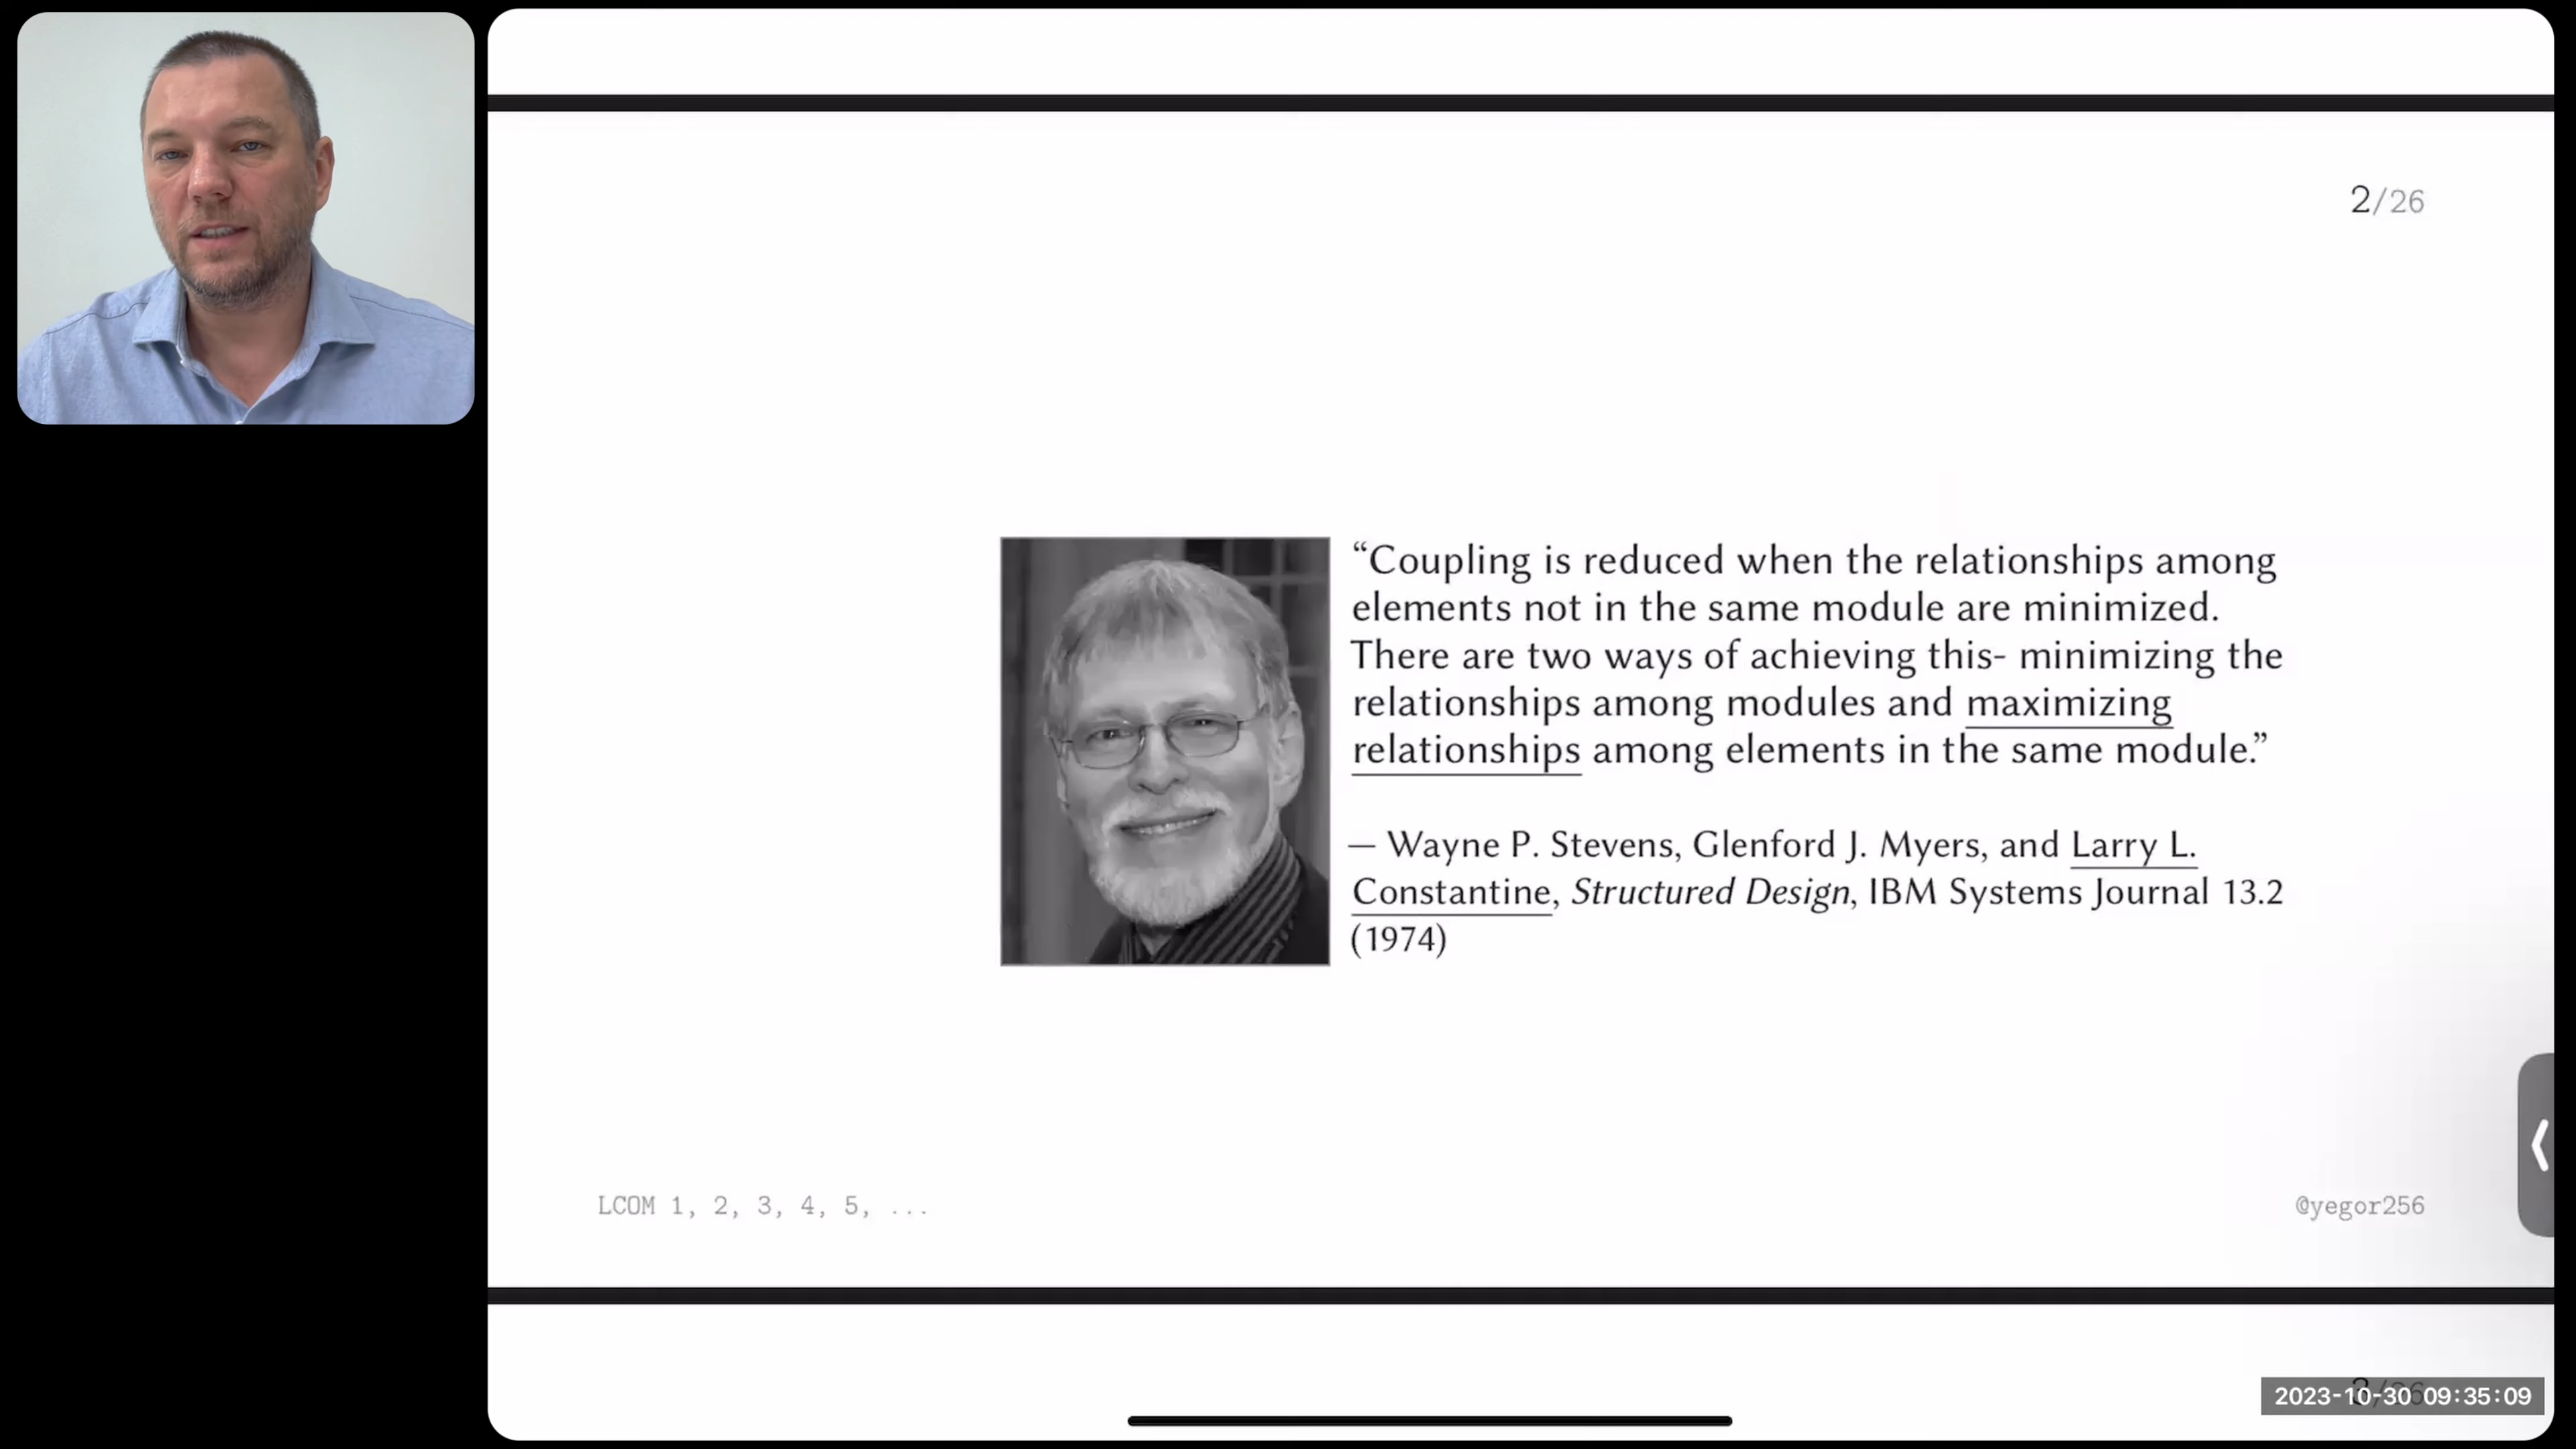 2/26
“Coupling is reduced when the relationships among
elements not in the same module are minimized.
There are two ways of achieving this- minimizing the
relationships among modules and maximizing
relationships among elements in the same module.”
— Wayne P. Stevens, Glenford J. Myers, and Larry L.
Constantine, Structured Design, IBM Systems Journal 13.2
(1974)
LCOM 1, 2, 3, 4, 5, ...
@yegor256
2023-10-30 09:35:09